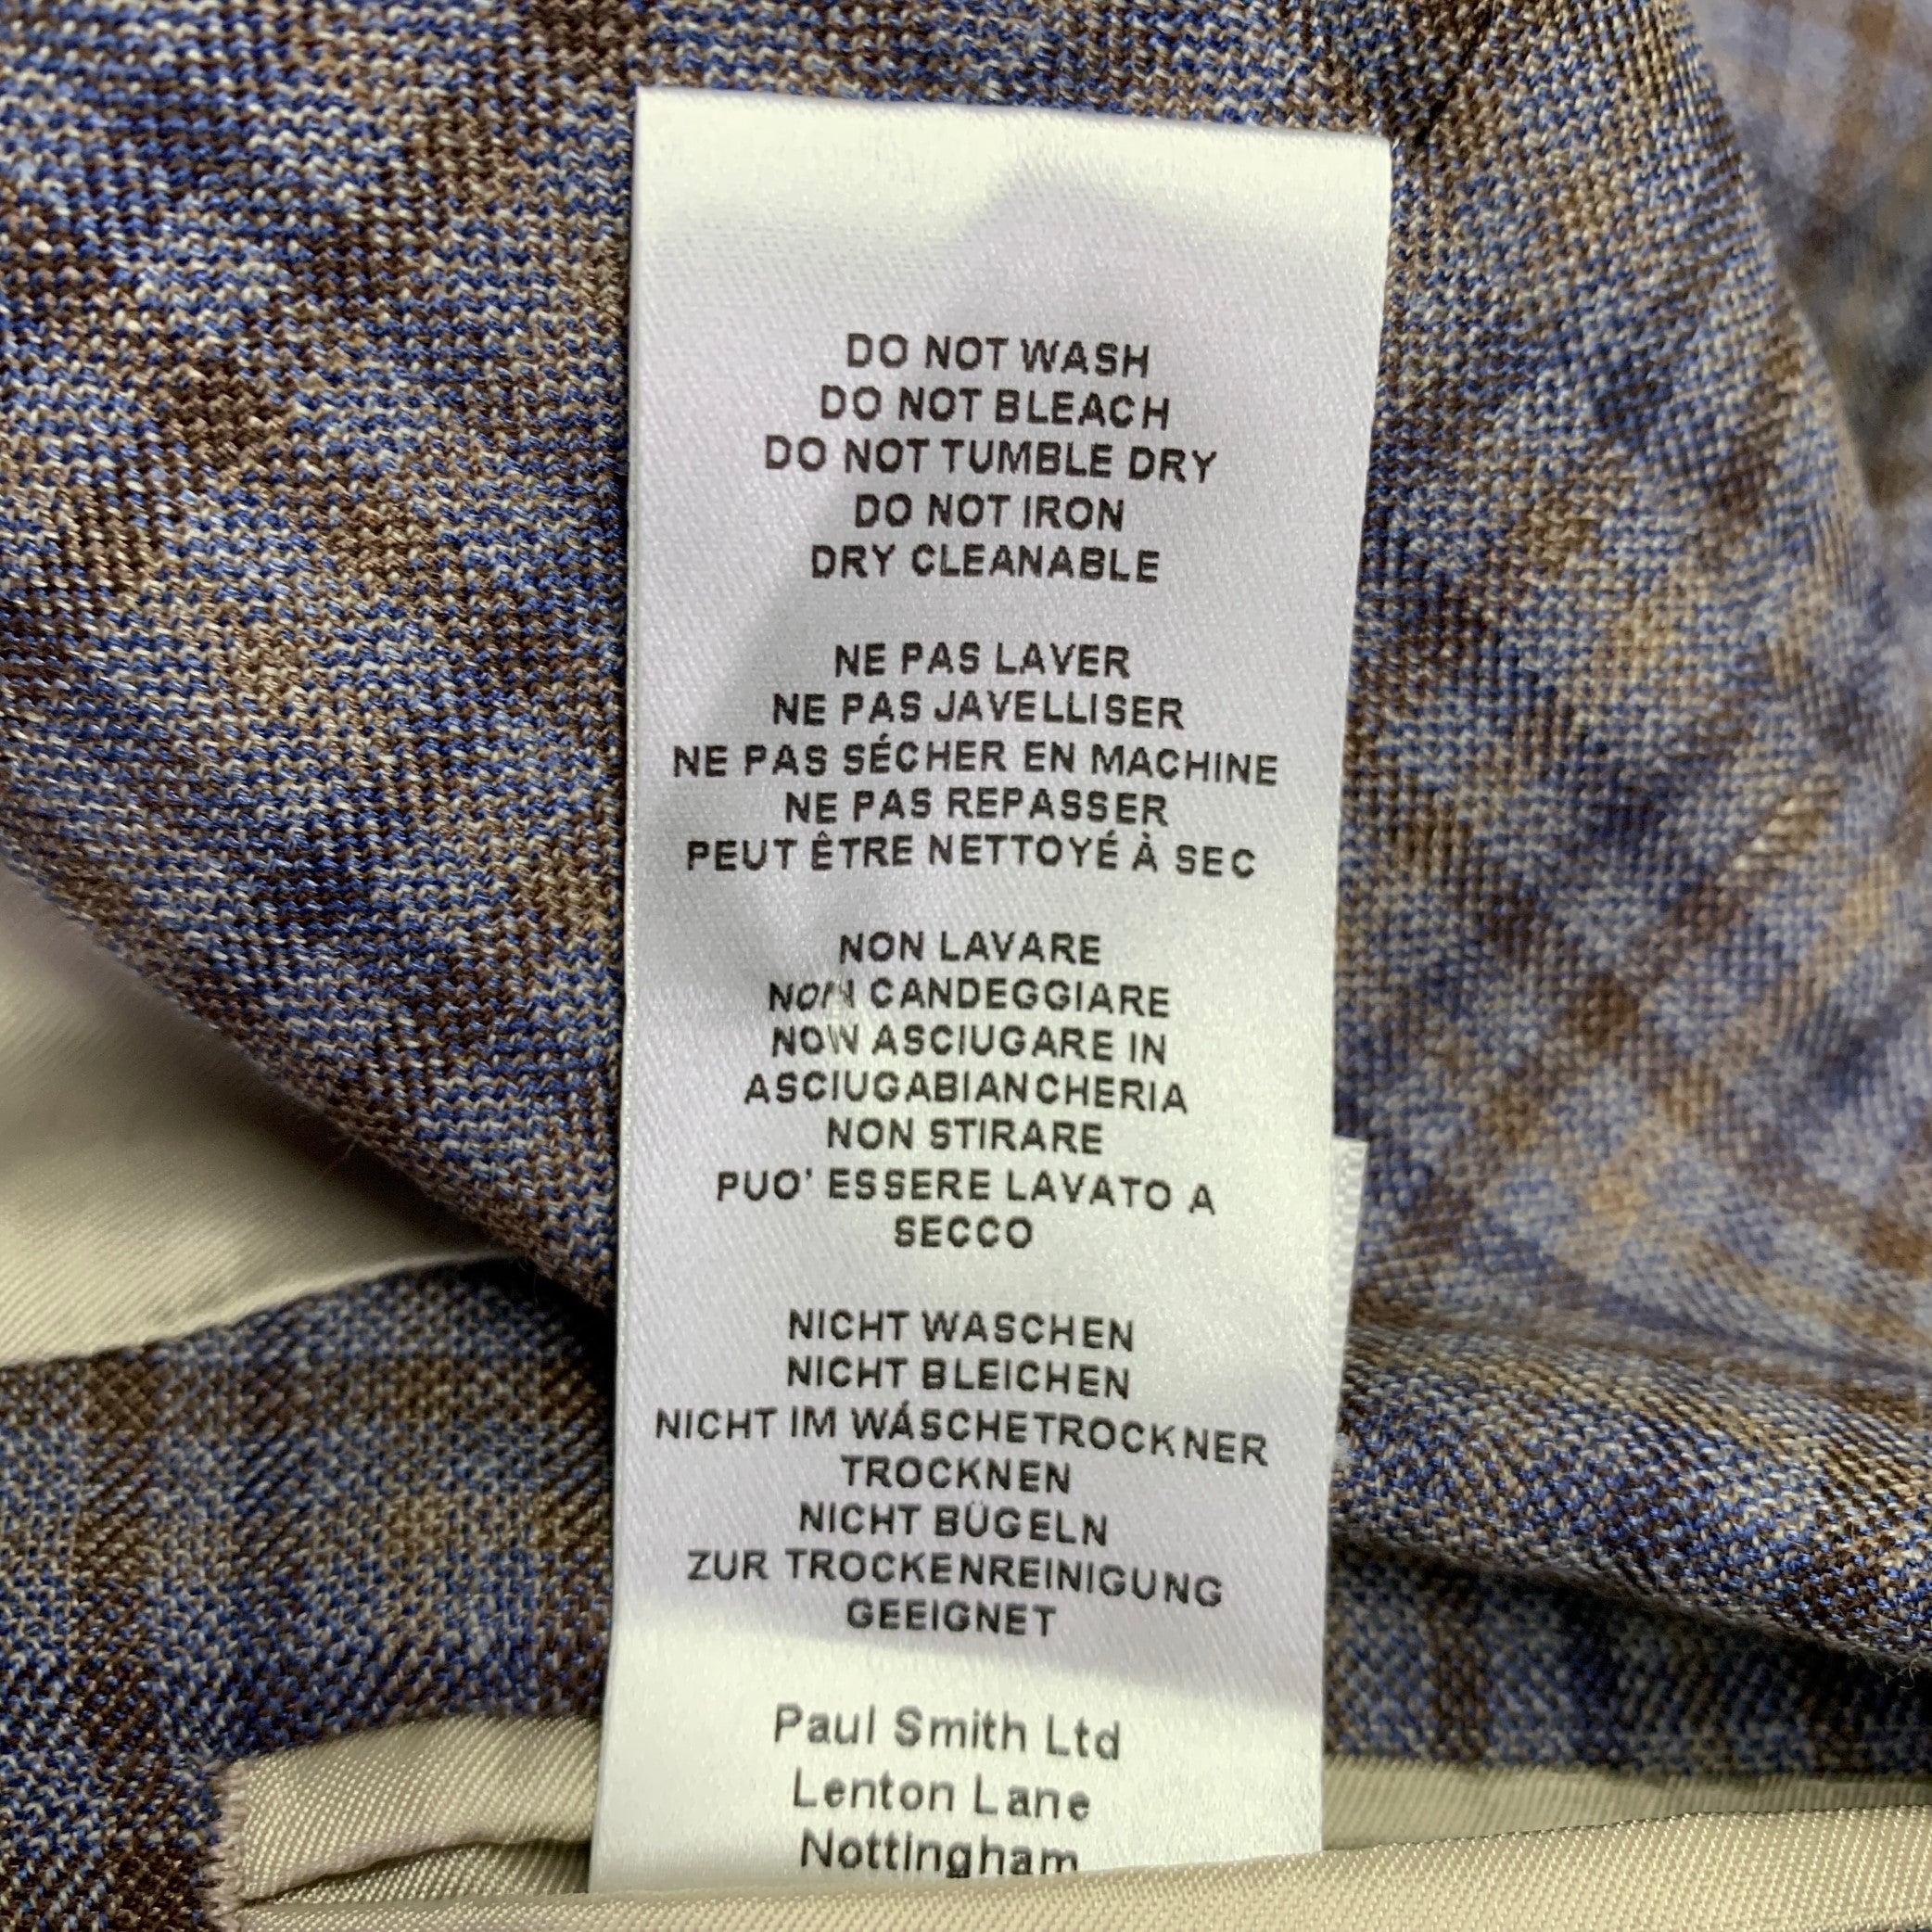 DO NOT WASH
DO NOT BLEACH
DO NOT TUMBLE DRY
DO NOT IRON
DRY CLEANABLE
NE PAS LAVER
NE PAS JAVELLISER
NE PAS SÉCHER EN MACHINE
NE PAS REPASSER
PEUT ÊTRE NETTOYÉ À SEC
NON LAVARE
NON CANDEGGIARE
NON ASCIUGARE IN
ASCIUGABIANCHERIA
NON STIRARE
PUO' ESSERE LAVATO A
SECCO
NICHT WASCHEN
NICHT BLEICHEN
NICHT IM WÁSCHETROCKNER
TROCKNEN
NICHT BÜGELN
ZUR TROCKENREINIGUNG
GEEIGNET
Paul Smith Ltd
Lenton Lane
Nottingham